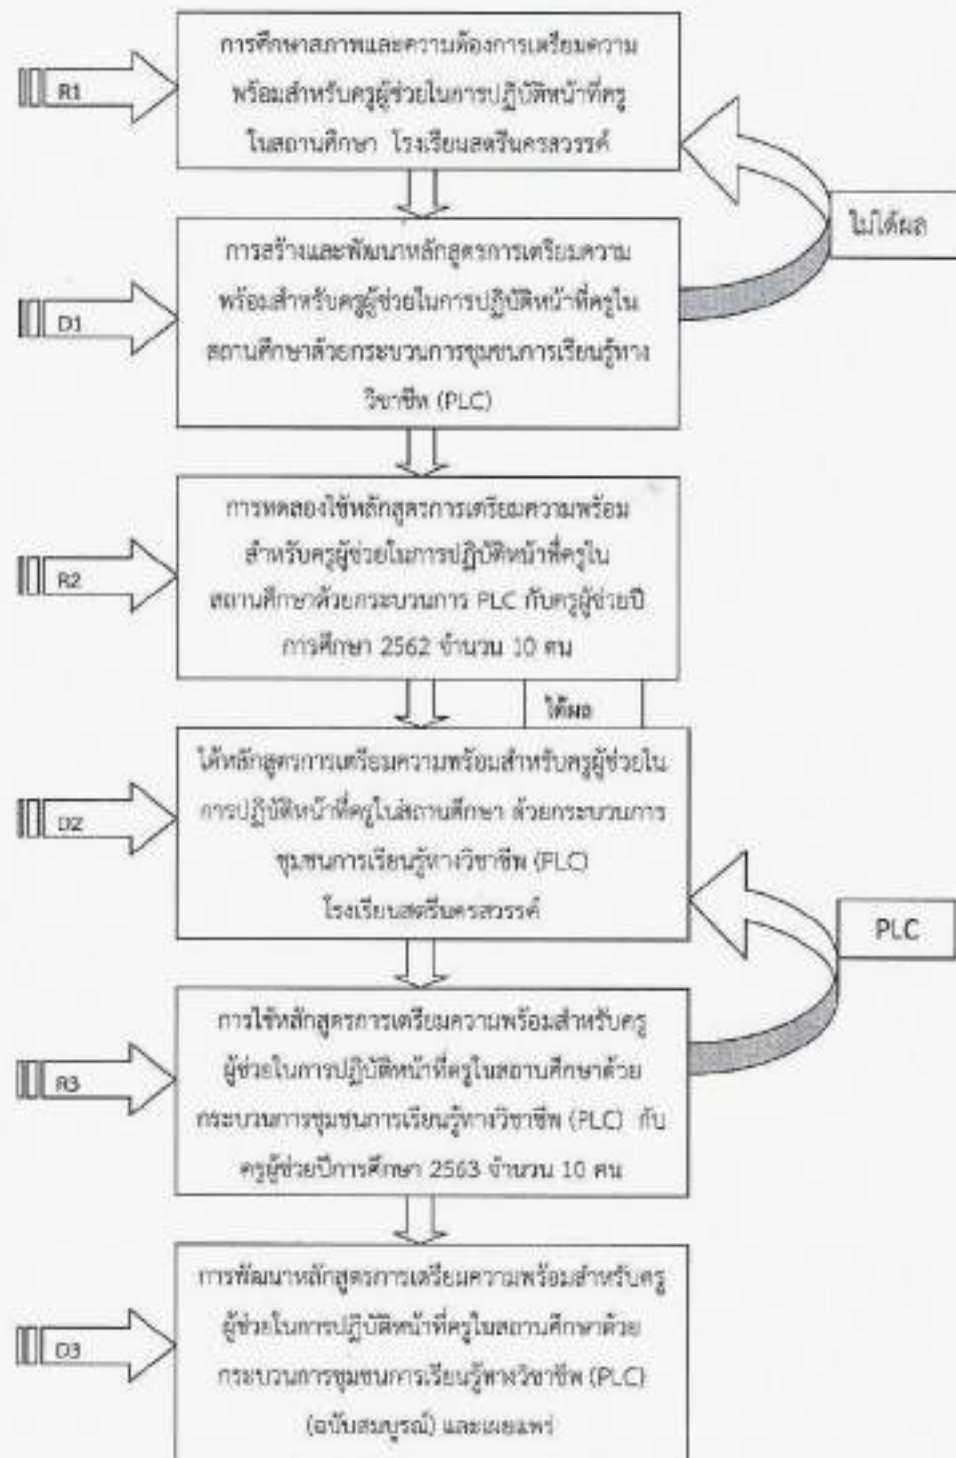 R1
การศึกษาสภาพและความต้องการเตรียมความ
พร้อมสำหรับครูผู้ช่วยในการปฏิบัติหน้าที่ครู
ในสถานศึกษา โรงเรียนสตรีนครสวรรค์
ไม่ได้ผล
D1
การสร้างและพัฒนาหลักสูตรการเตรียมความ
พร้อมสำหรับครูผู้ช่วยในการปฏิบัติหน้าที่ครูใน
สถานศึกษาด้วยกระบวนการชุมชนการเรียนรู้ทาง
วิชาชีพ (PLC)
R2
การทดลองใช้หลักสูตรการเตรียมความพร้อม
สำหรับครูผู้ช่วยในการปฏิบัติหน้าที่ครูใน
สถานศึกษาด้วยกระบวนการ PLC กับครูผู้ช่วยปี
การศึกษา 2562 จำนวน 10 คน
ได้ผล
D2
ได้หลักสูตรการเตรียมความพร้อมสำหรับครูผู้ช่วยใน
การปฏิบัติหน้าที่ครูในสถานศึกษา ด้วยกระบวนการ
ชุมชนการเรียนรู้ทางวิชาชีพ (PLC)
โรงเรียนสตรีนครสวรรค์
PLC
R3
การใช้หลักสูตรการเตรียมความพร้อมสำหรับครู
ผู้ช่วยในการปฏิบัติหน้าที่ครูในสถานศึกษาด้วย
กระบวนการชุมชนการเรียนรู้ทางวิชาชีพ (PLC) กับ
ครูผู้ช่วยปีการศึกษา 2563 จำนวน 10 คน
D3
การพัฒนาหลักสูตรการเตรียมความพร้อมสำหรับครู
ผู้ช่วยในการปฏิบัติหน้าที่ครูในสถานศึกษาด้วย
กระบวนการชุมชนการเรียนรู้ทางวิชาชีพ (PLC)
(ฉบับสมบูรณ์) และเผยแพร่